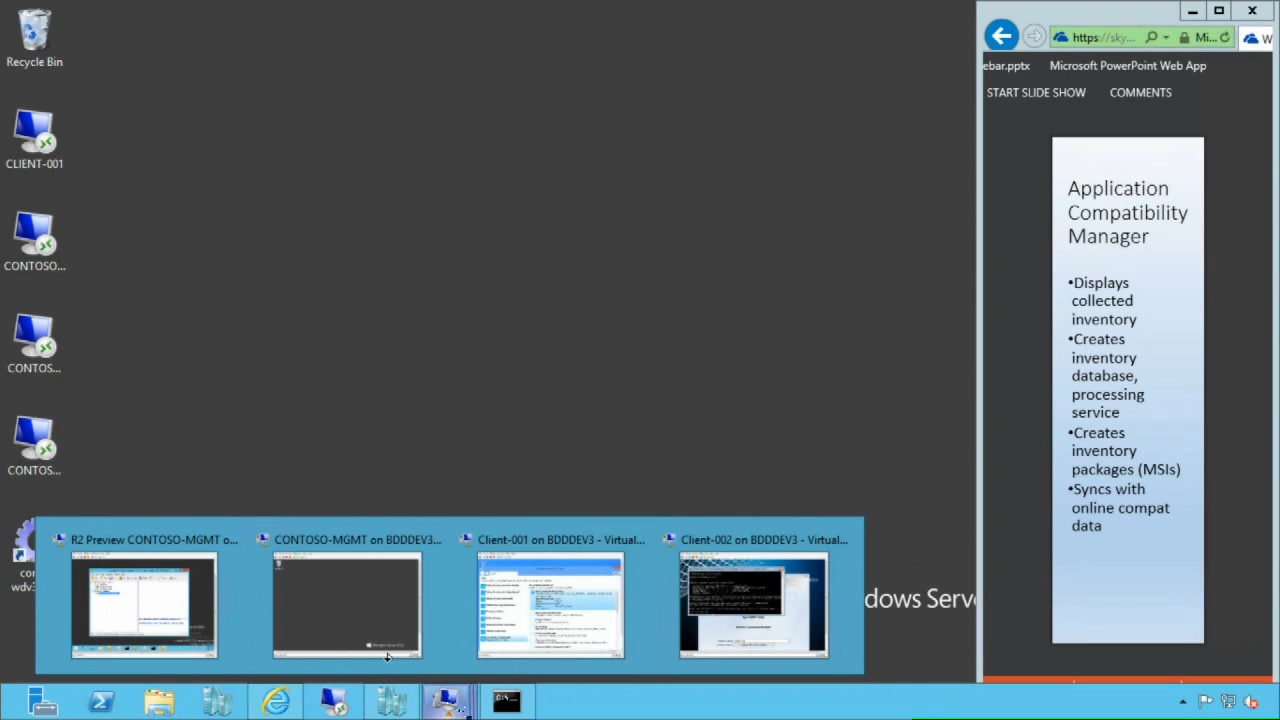 Recycle Bin
CLIENT-001
CONTOSO...
CONTOS...
CONTOS...
https://sky...
Mi...
W
ebar.pptx
Microsoft PowerPoint Web App
START SLIDE SHOW
COMMENTS
Application
Compatibility
Manager
•Displays
collected
inventory
•Creates
inventory
database,
processing
service
•Creates
inventory
packages (MSIs)
•Syncs with
online compat
data
R2 Preview CONTOSO-MGMT o...
CONTOSO-MGMT on BDDDEV3...
Client-001 on BDDDEV3 - Virtual...
Client-002 on BDDDEV3 - Virtual...
dows Serv
C:\